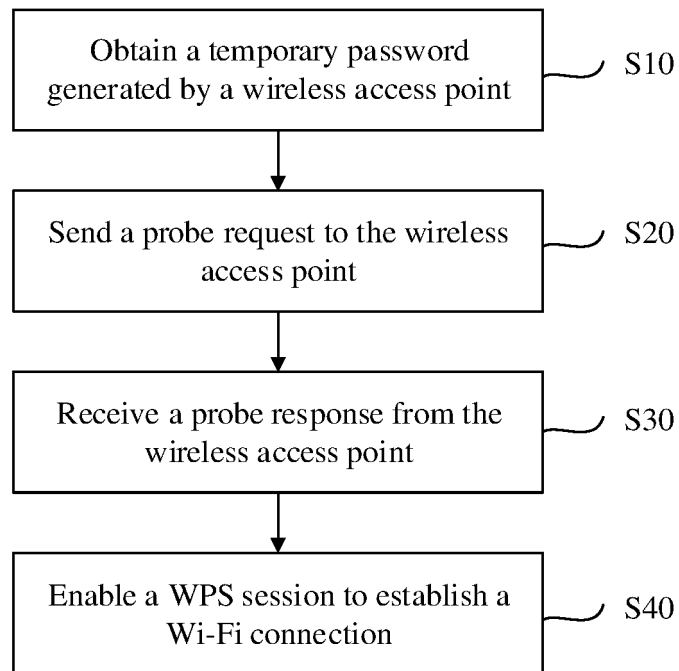 Obtain a temporary password
generated by a wireless access point
S10
Send a probe request to the wireless
access point
S20
Receive a probe response from the
wireless access point
S30
Enable a WPS session to establish a
Wi-Fi connection
S40